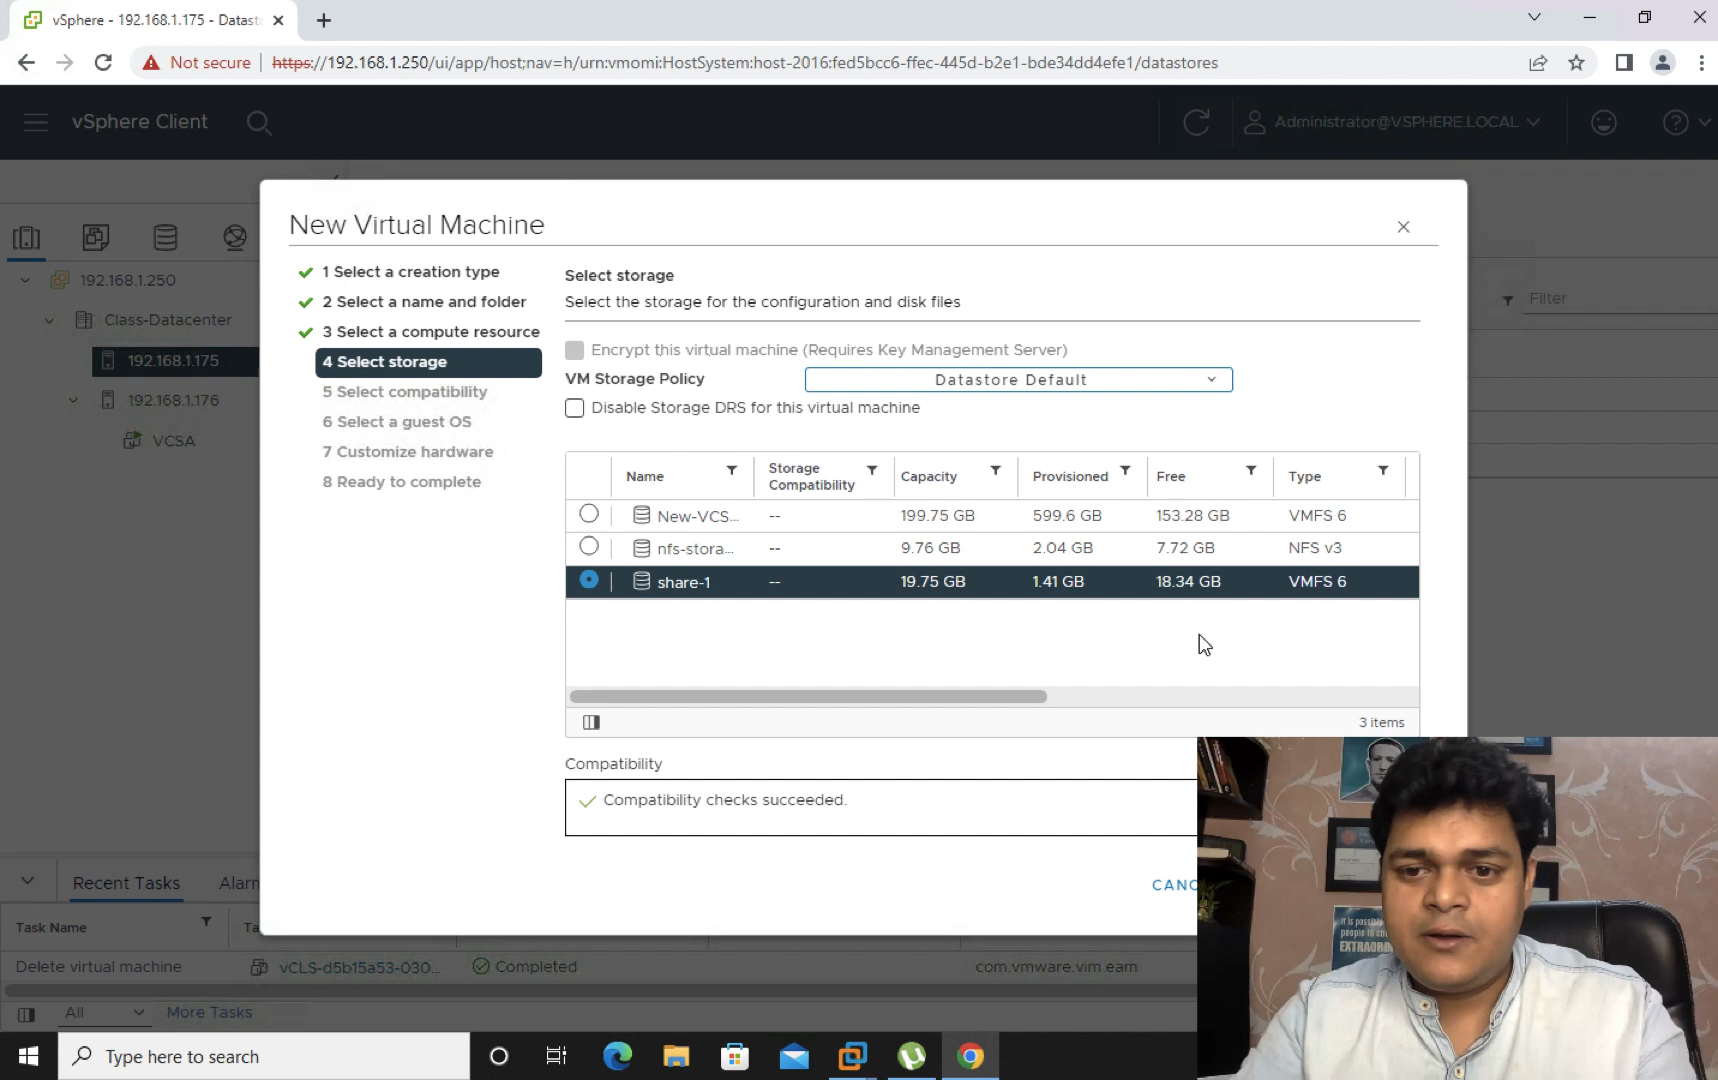 vSphere - 192.168.1.175 - Datast
Not secure
https://192.168.1.250/ui/app/host;nav=h/urn:vmomi:HostSystem:host-2016:fed5bcc6-ffec-445d-b2e1-bde34dd4efe1/datastores
vSphere Client
Administrator@VSPHERE.LOCAL
192.168.1.250
Class-Datacenter
192.168.1.175
192.168.1.176
VCSA
Filter
New Virtual Machine
1 Select a creation type
2 Select a name and folder
3 Select a compute resource
4 Select storage
5 Select compatibility
6 Select a guest OS
7 Customize hardware
8 Ready to complete
Select storage
Select the storage for the configuration and disk files
Encrypt this virtual machine (Requires Key Management Server)
VM Storage Policy Datastore Default
Disable Storage DRS for this virtual machine
Name Storage Compatibility Capacity Provisioned Free Type
New-VCS... -- 199.75 GB 599.6 GB 153.28 GB VMFS 6
nfs-stora... -- 9.76 GB 2.04 GB 7.72 GB NFS v3
share-1 -- 19.75 GB 1.41 GB 18.34 GB VMFS 6
3 items
Compatibility
Compatibility checks succeeded.
CANC
Recent Tasks Alarn
Task Name Ta
Delete virtual machine vCLS-d5b15a53-030... Completed com.vmware.vim.eam
All More Tasks
It is possible
people to ch
EXTRAORD
Type here to search